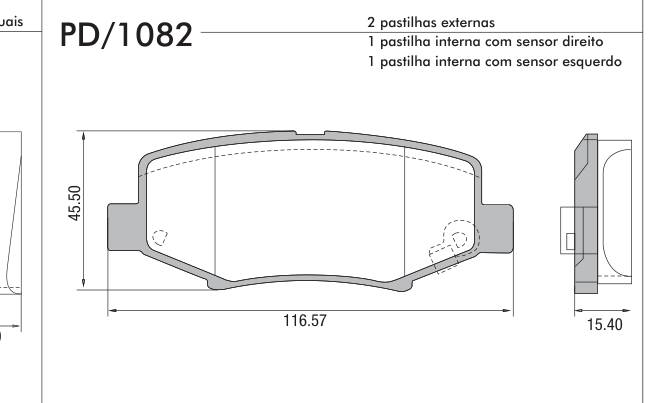 uais
PD/1082
2 pastilhas externas
1 pastilha interna com sensor direito
1 pastilha interna com sensor esquerdo
45.50
116.57
15.40